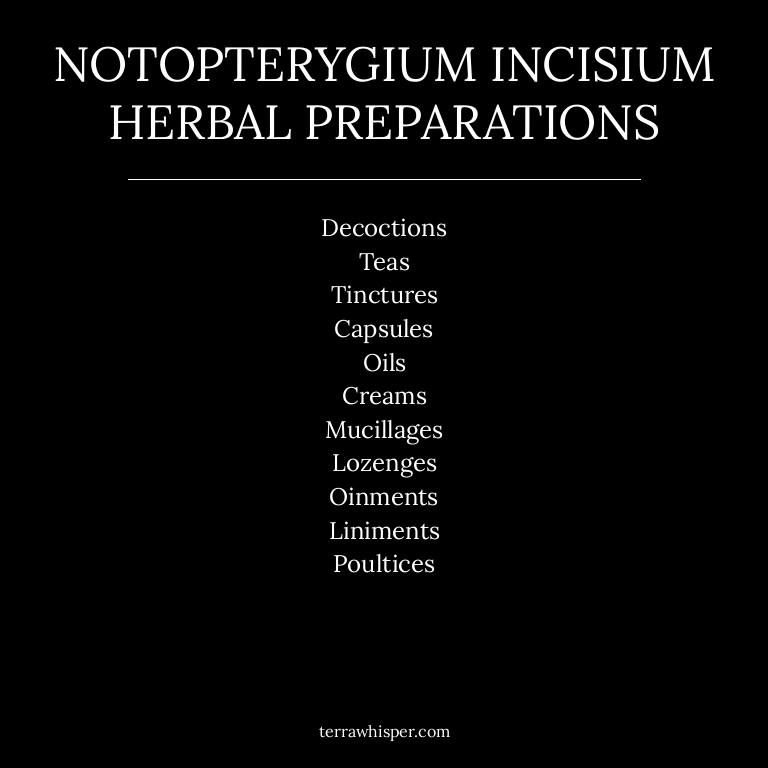 NOTOPTERYGIUM INCISIUM
HERBAL PREPARATIONS
Decoctions
Teas
Tinctures
Capsules
Oils
Creams
Mucillages
Lozenges
Oinments
Liniments
Poultices
terrawhisper.com